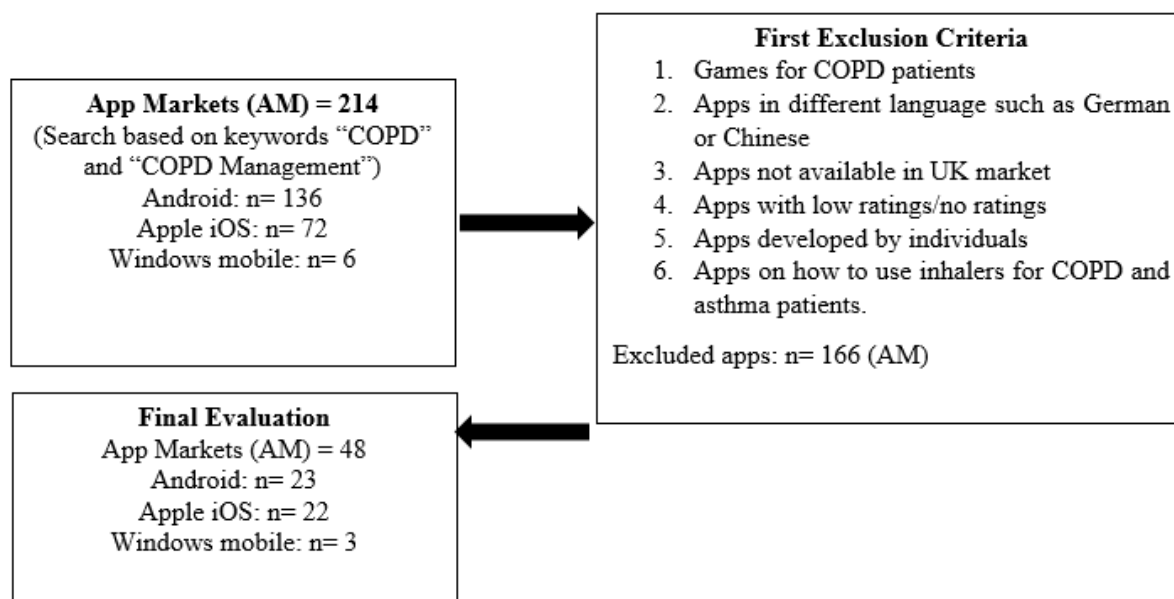 App Markets (AM) = 214
(Search based on keywords “COPD”
and “COPD Management”)
Android: n= 136
Apple iOS: n= 72
Windows mobile: n= 6
First Exclusion Criteria
1. Games for COPD patients
2. Apps in different language such as German
or Chinese
3. Apps not available in UK market
4. Apps with low ratings/no ratings
5. Apps developed by individuals
6. Apps on how to use inhalers for COPD and
asthma patients.
Excluded apps: n= 166 (AM)
Final Evaluation
App Markets (AM) = 48
Android: n= 23
Apple iOS: n= 22
Windows mobile: n= 3